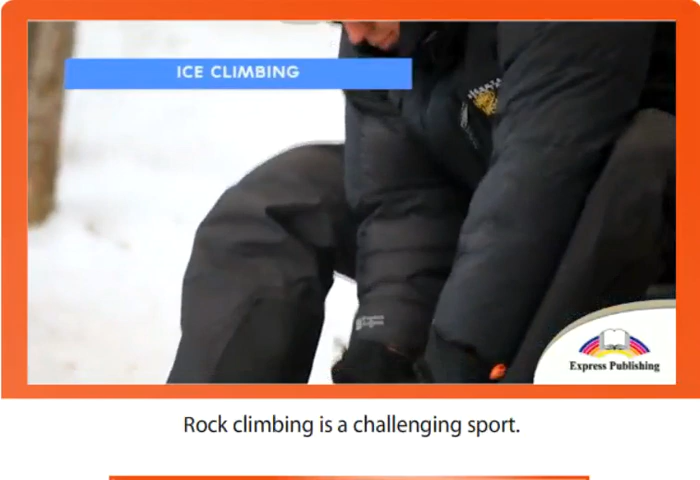 ICE CLIMBING
Express Publishing
Rock climbing is a challenging sport.